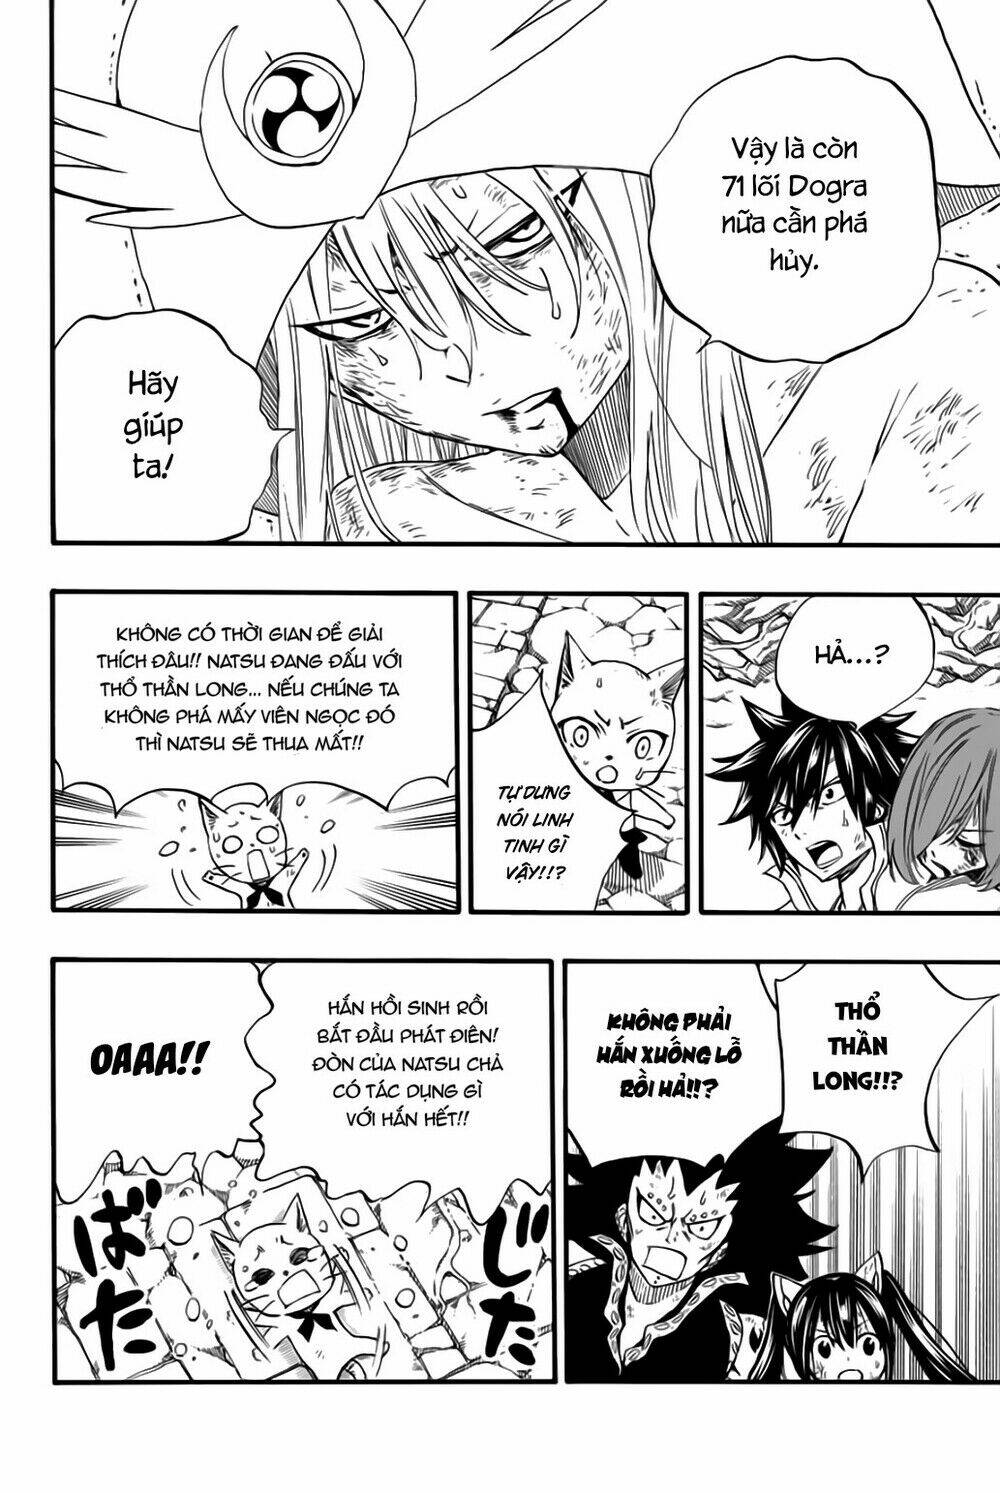 Vậy là còn
71 lõi Dogra
nữa cần phá
hủy.
Hãy
giúp
ta!
HẢ...?
TỰ DƯNG
NÓI LINH
TINH GÌ
VẬY!!?
KHÔNG CÓ THỜI GIAN ĐỂ GIẢI
THÍCH ĐÂU!! NATSU ĐANG ĐẤU VỚI
THỔ THẦN LONG... NẾU CHÚNG TA
KHÔNG PHÁ MẤY VIÊN NGỌC ĐÓ
THÌ NATSU SẼ THUA MẤT!!
THỔ
THẦN
LONG!!?
KHÔNG PHẢI
HẮN XUỐNG LỖ
RỒI HẢ!!?
HẮN HỒI SINH RỒI
BẮT ĐẦU PHÁT ĐIÊN!
ĐÒN CỦA NATSU CHẢ
CÓ TÁC DỤNG GÌ
VỚI HẮN HẾT!!
OAAA!!
じた
ばた